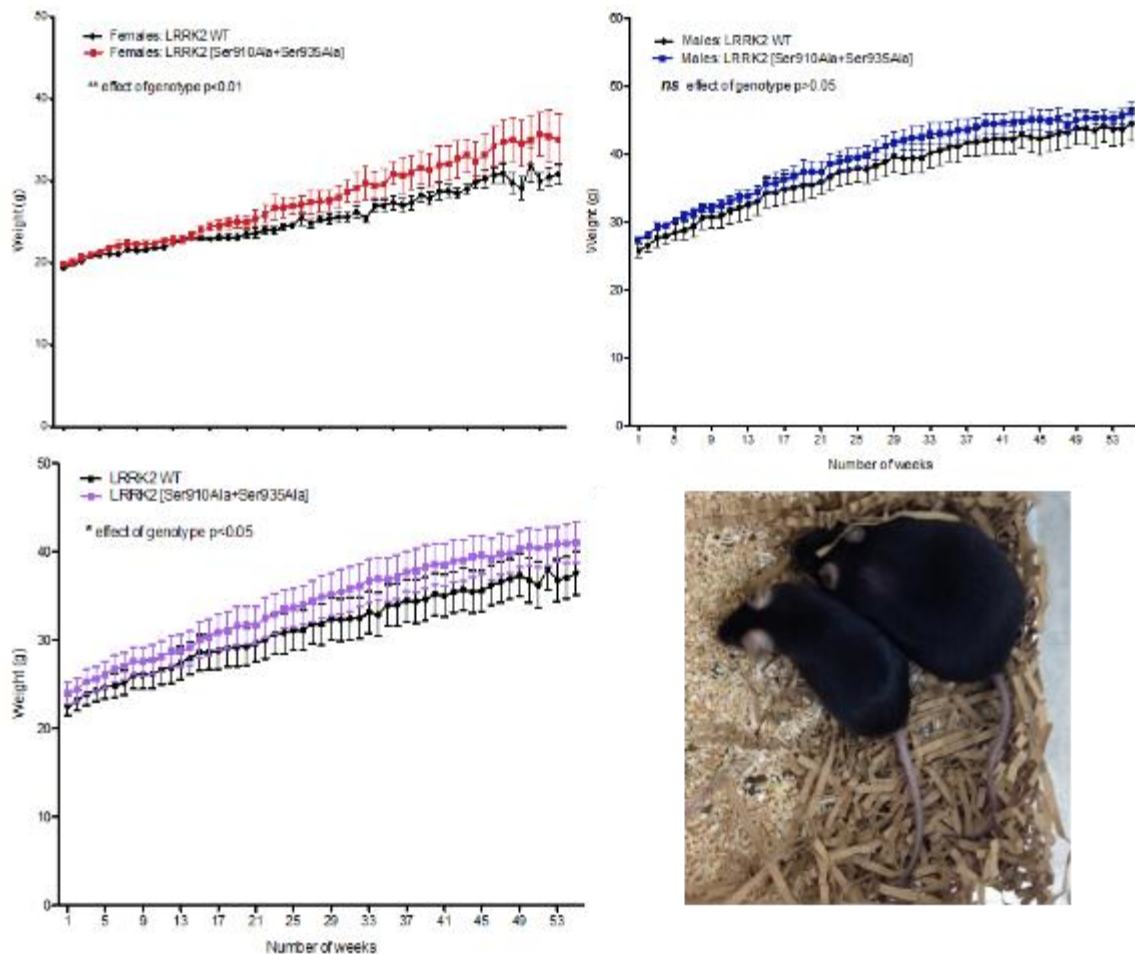 50
40
30
20
10
0
Weight (g)
Females: LRRK2 WT
Females: LRRK2 [Ser910Ala+Ser935Ala]
** effect of genotype p<0.01
60
50
40
30
20
10
0
Weight (g)
Males: LRRK2 WT
Males: LRRK2 [Ser910Ala+Ser935Ala]
ns effect of genotype p>0.05
1 5 9 13 17 21 25 29 33 37 41 45 49 53
Number of weeks
50
40
30
20
10
0
Weight (g)
LRRK2 WT
LRRK2 [Ser910Ala+Ser935Ala]
* effect of genotype p<0.05
1 5 9 13 17 21 25 29 33 37 41 45 49 53
Number of weeks